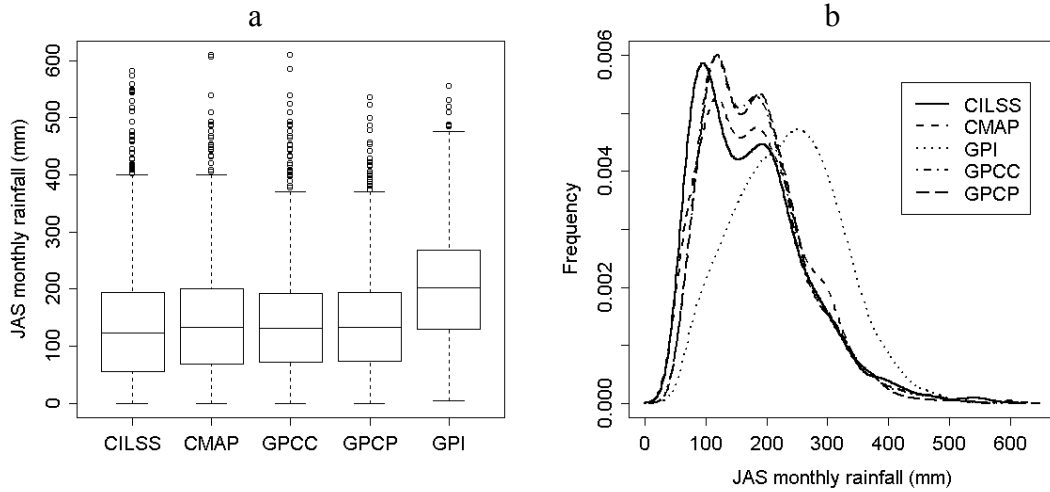 a
JAS monthly rainfall (mm)
600
500
400
300
200
100
0
CILSS
CMAP
GPCC
GPCP
GPI
b
Frequency
0.006
0.004
0.002
0.000
CILSS
CMAP
GPI
GPCC
GPCP
0
100
200
300
400
500
600
JAS monthly rainfall (mm)